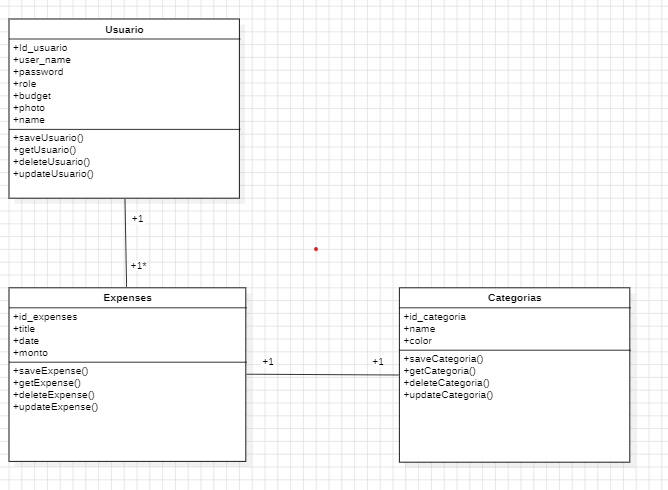 Usuario
+Id_usuario
+user_name
+password
+role
+budget
+photo
+name
+saveUsuario()
+getUsuario()
+deleteUsuario()
+updateUsuario()
+1
+1*
Expenses
+id_expenses
+title
+date
+monto
+saveExpense()
+getExpense()
+deleteExpense()
+updateExpense()
+1
+1
Categorias
+id_categoria
+name
+color
+saveCategoria()
+getCategoria()
+deleteCategoria()
+updateCategoria()